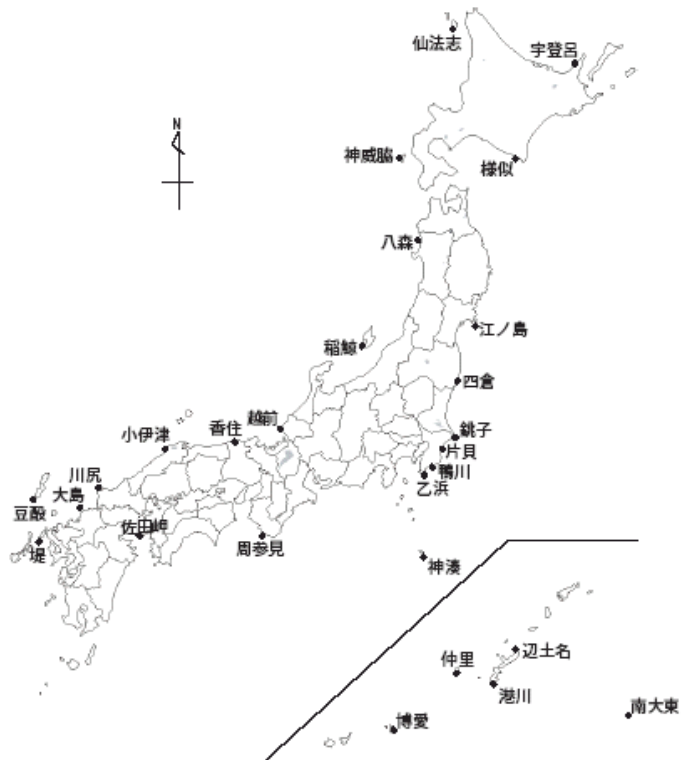 仙法志
宇登呂
N
神威脇
様似
八森
江ノ島
稲鯨
四倉
越前
香住
小伊津
銚子
片貝
鴨川
乙浜
川尻
大島
豆酘
佐田岬
周参見
堤
神湊
辺土名
仲里
港川
南大東
博愛